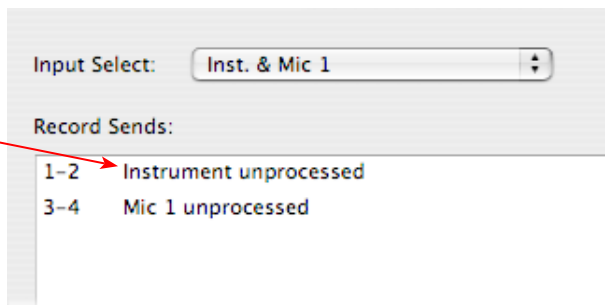 Input Select: Inst. & Mic 1
Record Sends:
1-2 Instrument unprocessed
3-4 Mic 1 unprocessed